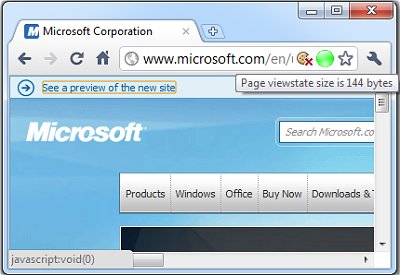 Microsoft Corporation
www.microsoft.com/en/u
Page viewstate size is 144 bytes
See a preview of the new site
Microsoft
Search Microsoft.co
Products Windows Office Buy Now Downloads & T
javascript:void(0)